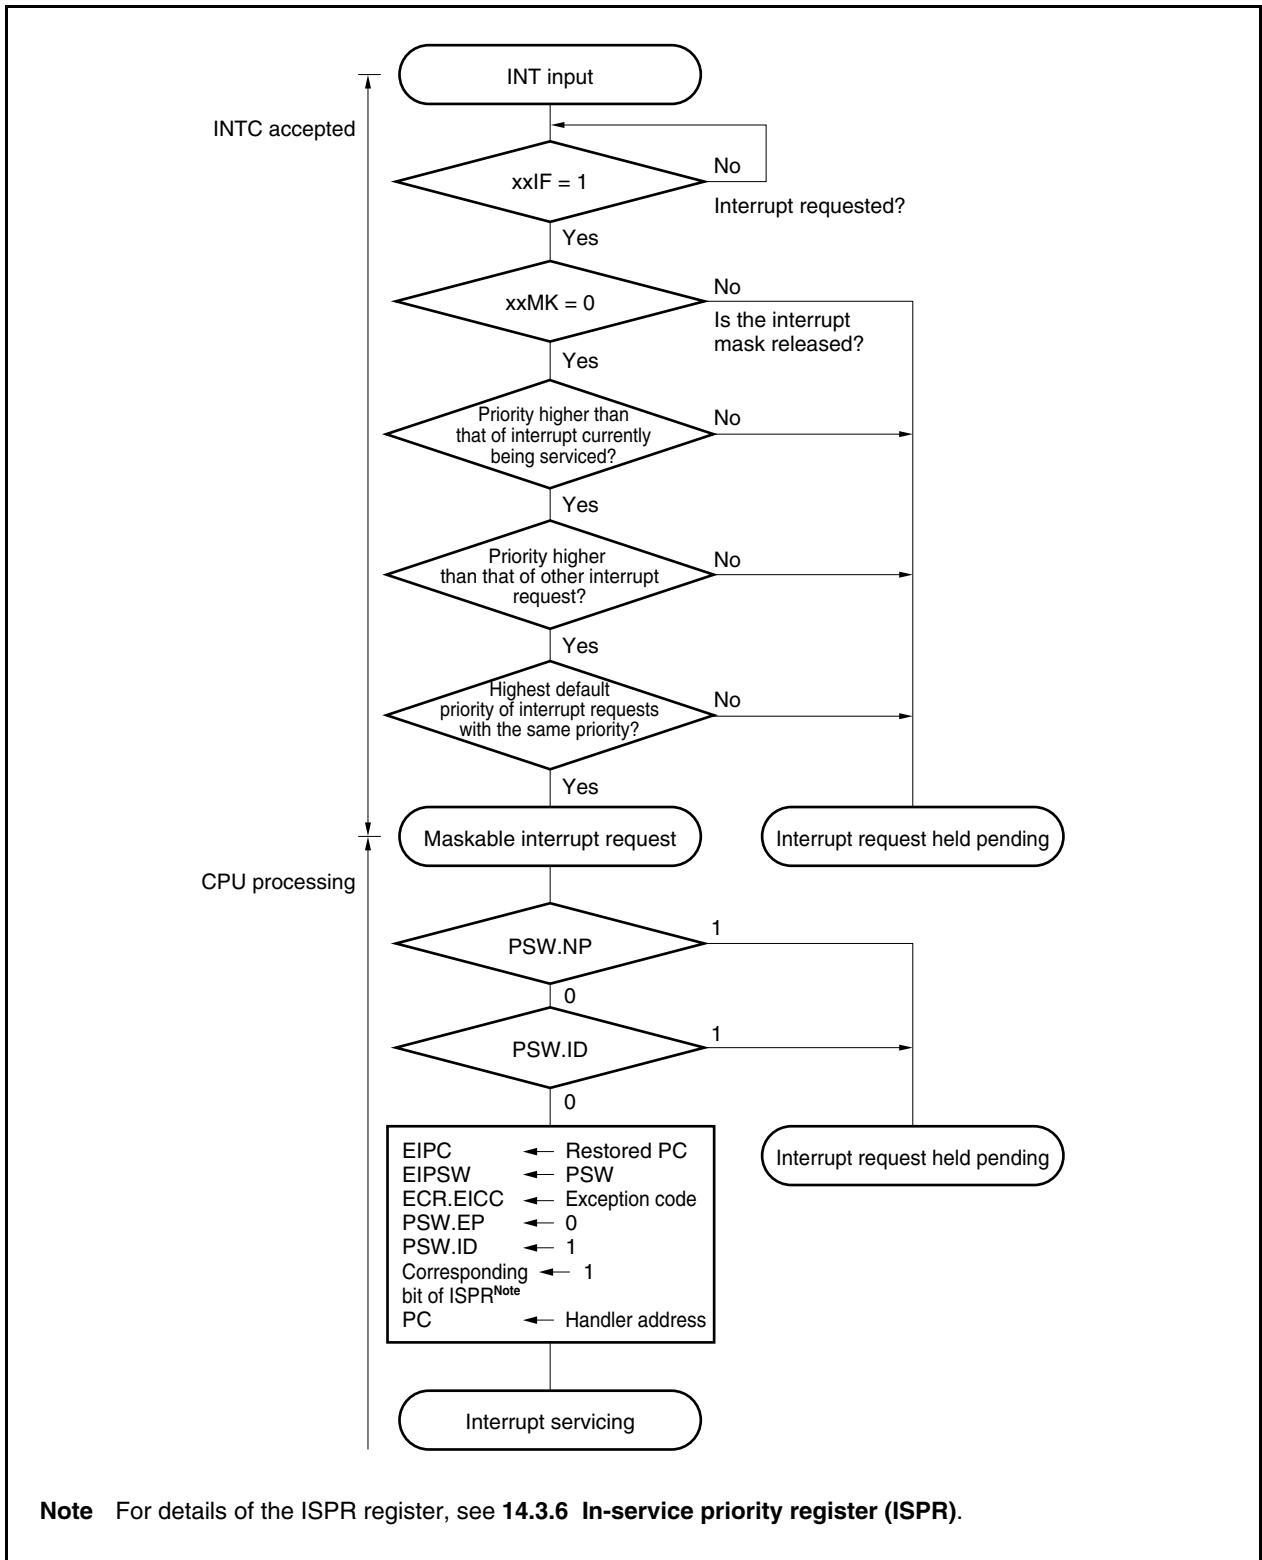 INT input
INTC accepted
xxIF = 1
No
Interrupt requested?
Yes
xxMK = 0
No
Is the interrupt
mask released?
Yes
Priority higher than
that of interrupt currently
being serviced?
No
Yes
Priority higher
than that of other interrupt
request?
No
Yes
Highest default
priority of interrupt requests
with the same priority?
No
Yes
Maskable interrupt request
Interrupt request held pending
CPU processing
PSW.NP
1
0
PSW.ID
1
0
EIPC ← Restored PC
EIPSW ← PSW
ECR.EICC ← Exception code
PSW.EP ← 0
PSW.ID ← 1
Corresponding ← 1
bit of ISPRNote
PC ← Handler address
Interrupt request held pending
Interrupt servicing
Note For details of the ISPR register, see 14.3.6 In-service priority register (ISPR).